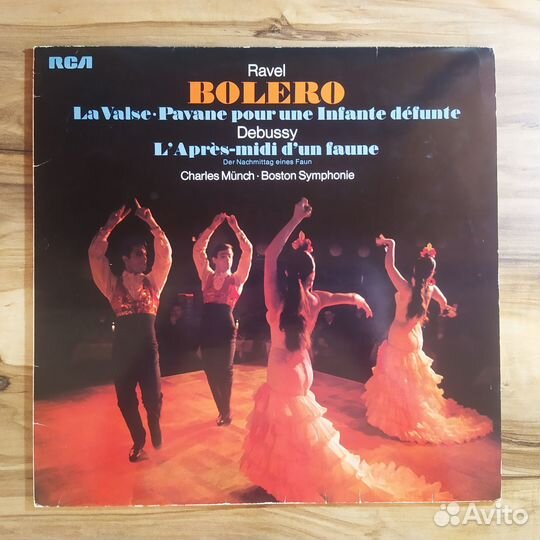 RCA
Ravel
BOLERO
La Valse · Pavane pour une Infante défunte
Debussy
L'Après-midi d'un faune
Der Nachmittag eines Faun
Charles Münch · Boston Symphonie
Avito